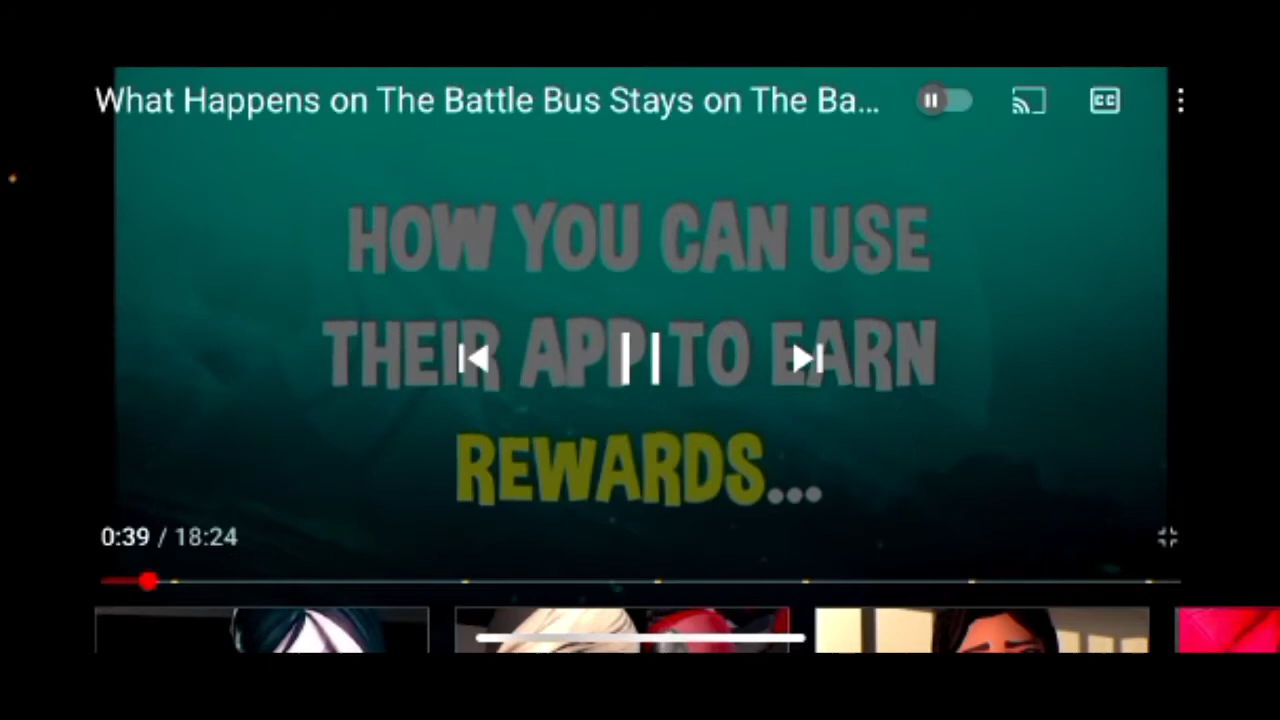 What Happens on The Battle Bus Stays on The Ba...
CC
HOW YOU CAN USE
THEIR APP TO EARN
REWARDS...
0:39 / 18:24